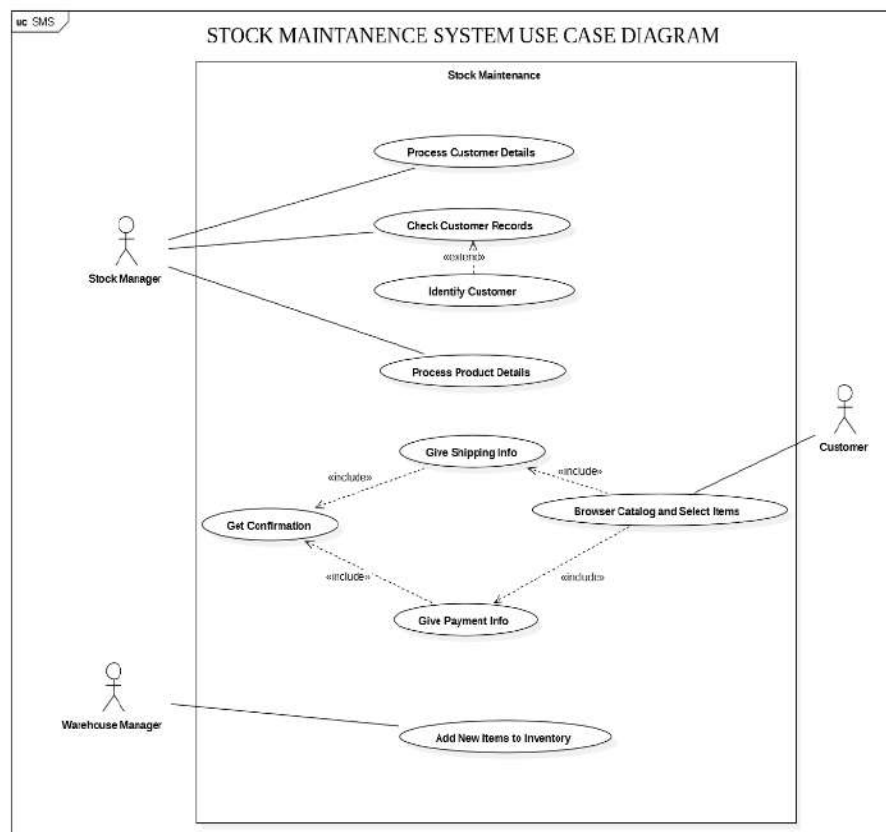 uc SMS
STOCK MAINTANENCE SYSTEM USE CASE DIAGRAM
Stock Maintenance
Process Customer Details
Check Customer Records
«extend»
Identify Customer
Stock Manager
Process Product Details
Customer
Give Shipping Info
«include»
«include»
Browser Catalog and Select Items
Get Confirmation
«include»
«include»
Give Payment Info
Warehouse Manager
Add New Items to Inventory